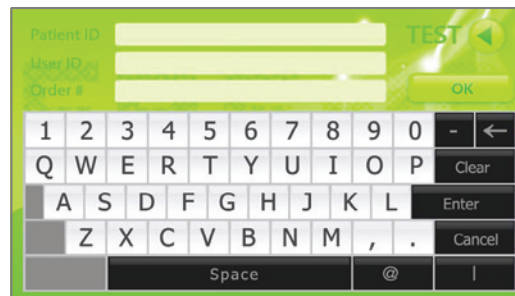 Patient ID TEST
User ID
Order # OK
1 2 3 4 5 6 7 8 9 0 - ←
Q W E R T Y U I O P Clear
A S D F G H J K L Enter
Z X C V B N M , . Cancel
Space @ |